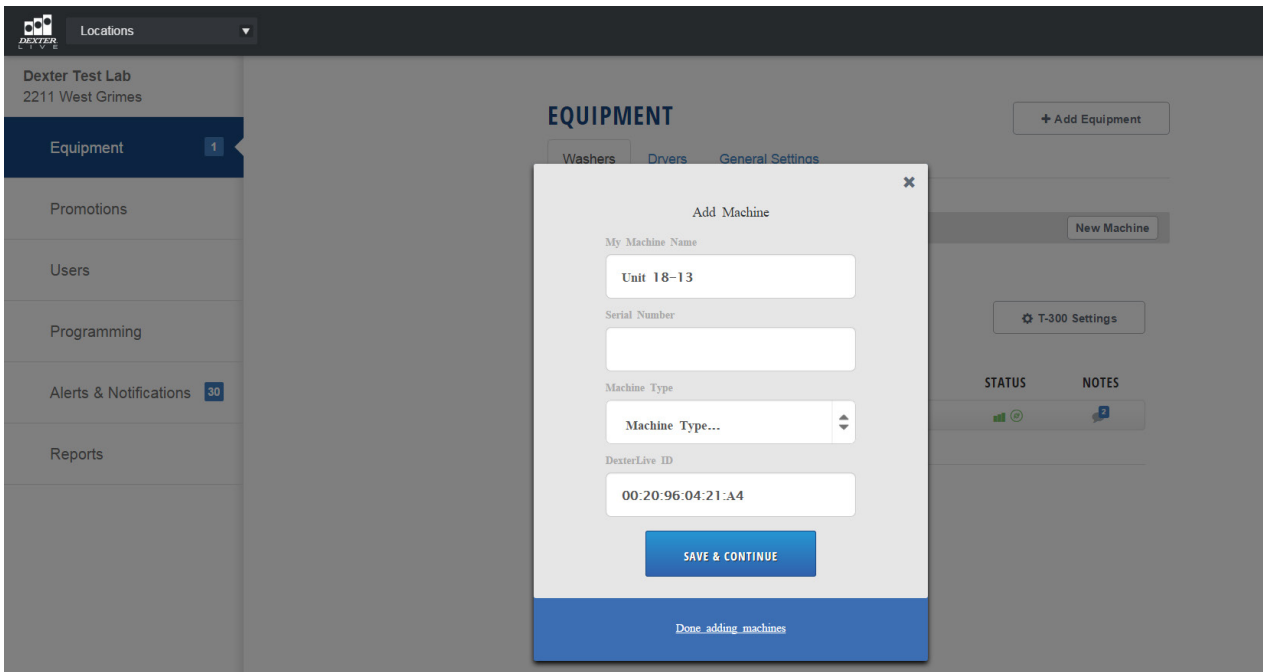 DEXTER
LIVE
Locations
Dexter Test Lab
2211 West Grimes
Equipment 1
Promotions
Users
Programming
Alerts & Notifications 30
Reports
EQUIPMENT
+ Add Equipment
Washers Dryers General Settings
New Machine
T-300 Settings
STATUS NOTES
2
×
Add Machine
My Machine Name
Unit 18-13
Serial Number
Machine Type
Machine Type...
DexterLive ID
00:20:96:04:21:A4
SAVE & CONTINUE
Done adding machines